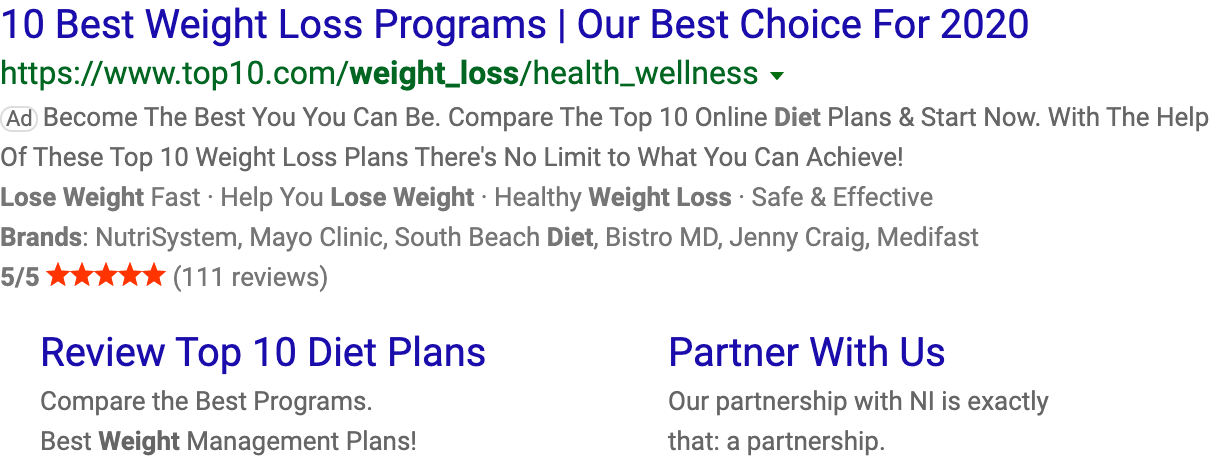 10 Best Weight Loss Programs | Our Best Choice For 2020
https://www.top10.com/weight_loss/health_wellness
Ad Become The Best You You Can Be. Compare The Top 10 Online Diet Plans & Start Now. With The Help
Of These Top 10 Weight Loss Plans There's No Limit to What You Can Achieve!
Lose Weight Fast · Help You Lose Weight · Healthy Weight Loss · Safe & Effective
Brands: NutriSystem, Mayo Clinic, South Beach Diet, Bistro MD, Jenny Craig, Medifast
5/5 ★★★★★ (111 reviews)
Review Top 10 Diet Plans
Compare the Best Programs.
Best Weight Management Plans!
Partner With Us
Our partnership with NI is exactly
that: a partnership.